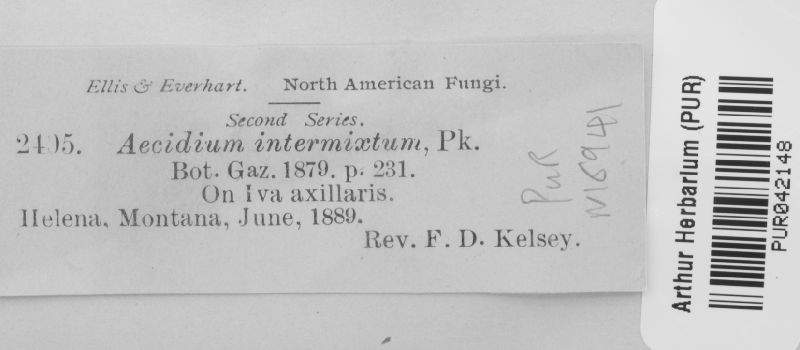 Ellis & Everhart. North American Fungi.
Second Series.
2405. Aecidium intermixtum, Pk.
Bot. Gaz. 1879. p. 231.
On Iva axillaris.
Helena, Montana, June, 1889.
Rev. F. D. Kelsey.
PUR
N16941
Arthur Herbarium (PUR)
PUR042148